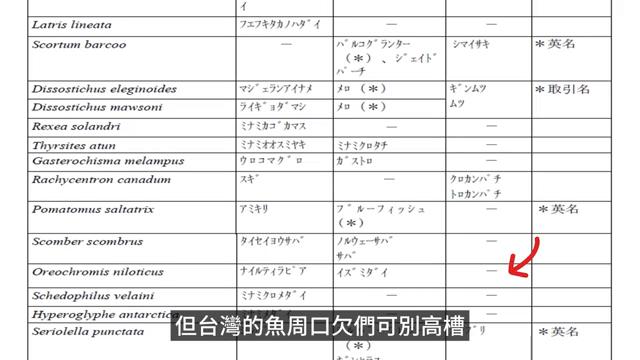 イ
Latris lineata ﾌｴﾌｷﾀｶﾉﾊﾀﾞｲ —
Scortum barcoo — ﾊﾞﾙｺｸﾞﾗﾝﾀﾞｰ ｼﾏｲｻｷ ＊英名
（＊）、ｼﾞｪｲﾄﾞ
ﾊﾟｰﾁ
Dissostichus eleginoides ﾏｼﾞｪﾗﾝｱｲﾅﾒ ﾒﾛ（＊） ｷﾞﾝﾑﾂ ＊取引名
ﾑﾂ
Dissostichus mawsoni ﾗｲｷﾞｮﾀﾞﾏｼ ﾒﾛ（＊）
Rexea solandri ﾐﾅﾐｶｺﾞｶﾏｽ — —
Thyrsites atun ﾐﾅﾐｵｵｽﾐﾔｷ ﾐﾅﾐｸﾛﾀﾁ —
Gasterochisma melampus ｳﾛｺﾏｸﾞﾛ ｶﾞｽﾄﾛ —
Rachycentron canadum ｽｷﾞ — ｸﾛｶﾝﾊﾟﾁ
ﾄﾛｶﾝﾊﾟﾁ
Pomatomus saltatrix ｱﾐｷﾘ ﾌﾞﾙｰﾌｨｯｼｭ — ＊英名
（＊）
Scomber scombrus ﾀｲｾｲﾖｳｻﾊﾞ ﾉﾙｳｪｰｻﾊﾞ —
ｻﾊﾞ
Oreochromis niloticus ﾅｲﾙﾃｨﾗﾋﾟｱ ｲｽﾞﾐﾀﾞｲ —
Schedophilus velaini ﾐﾅﾐｸﾛﾒﾀﾞｲ — —
Hyperoglyphe antarctica
但台灣的魚周口欠們可別高槽
Seriolella punctata ＊英名